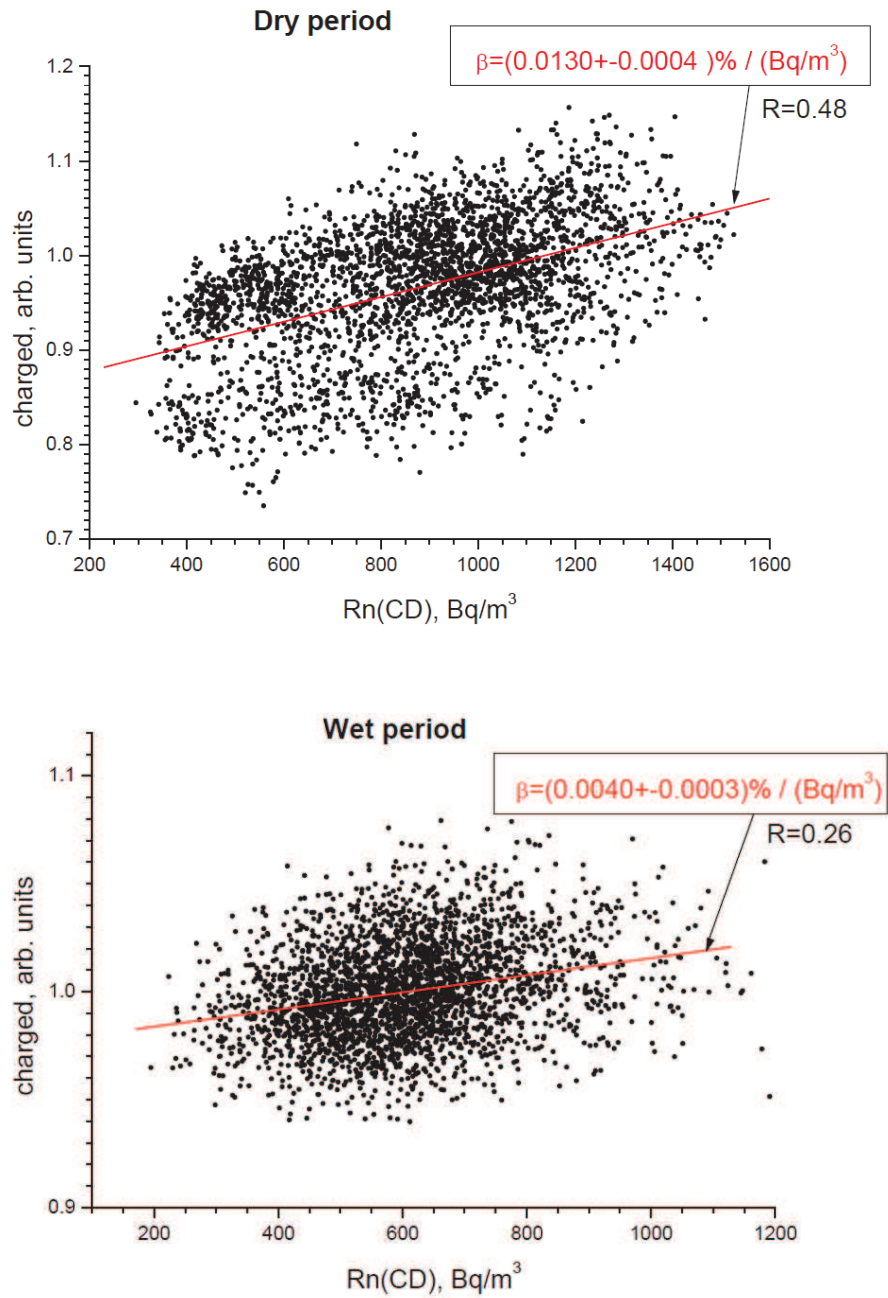 Dry period
β=(0.0130+-0.0004 )% / (Bq/m³)
R=0.48
1.2
1.1
1.0
0.9
0.8
0.7
charged, arb. units
200 400 600 800 1000 1200 1400 1600
Rn(CD), Bq/m³
Wet period
β=(0.0040+-0.0003)% / (Bq/m³)
R=0.26
1.1
1.0
0.9
charged, arb. units
200 400 600 800 1000 1200
Rn(CD), Bq/m³